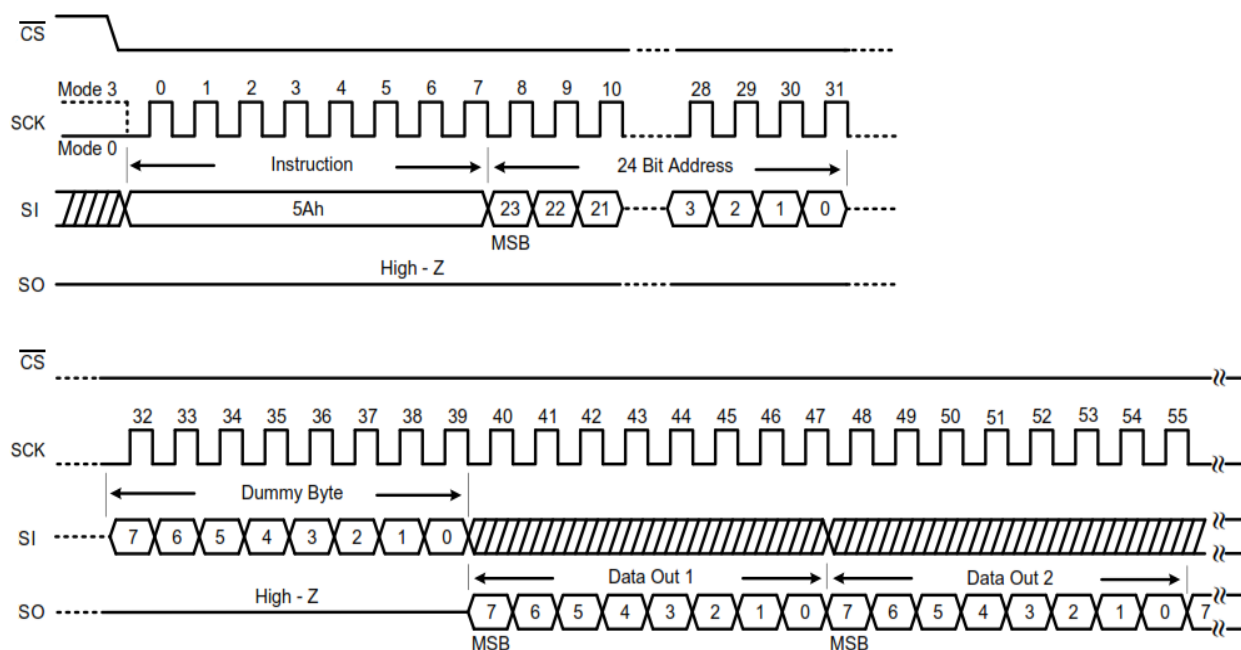 CS
Mode 3 0 1 2 3 4 5 6 7 8 9 10 28 29 30 31
SCK
Mode 0
Instruction 24 Bit Address
SI 5Ah 23 22 21 3 2 1 0
MSB
High - Z
SO
CS
32 33 34 35 36 37 38 39 40 41 42 43 44 45 46 47 48 49 50 51 52 53 54 55
SCK
Dummy Byte
SI 7 6 5 4 3 2 1 0
Data Out 1 Data Out 2
High - Z
SO 7 6 5 4 3 2 1 0 7 6 5 4 3 2 1 0 7
MSB MSB